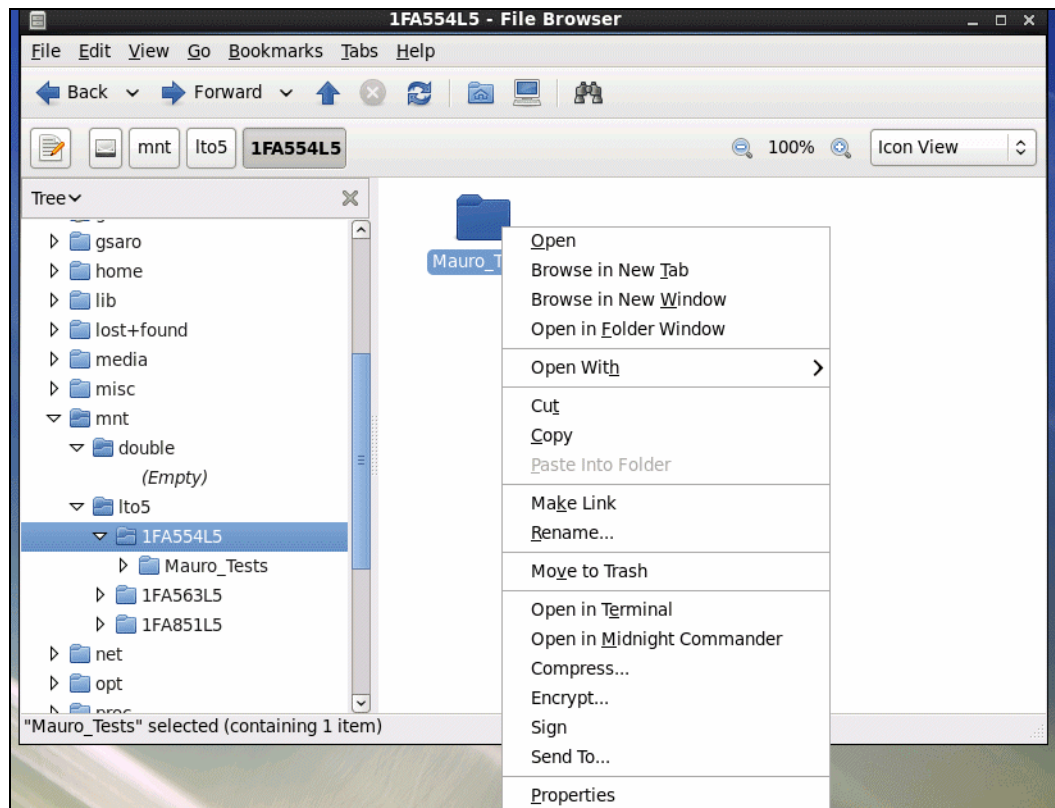 1FA554L5 - File Browser
File Edit View Go Bookmarks Tabs Help
Back Forward
mnt lto5 1FA554L5 100% Icon View
Tree
gsaro
home
lib
lost+found
media
misc
mnt
double
(Empty)
lto5
1FA554L5
Mauro_Tests
1FA563L5
1FA851L5
net
opt
proc
"Mauro_Tests" selected (containing 1 item)
Mauro_T
Open
Browse in New Tab
Browse in New Window
Open in Folder Window
Open With
Cut
Copy
Paste Into Folder
Make Link
Rename...
Move to Trash
Open in Terminal
Open in Midnight Commander
Compress...
Encrypt...
Sign
Send To...
Properties